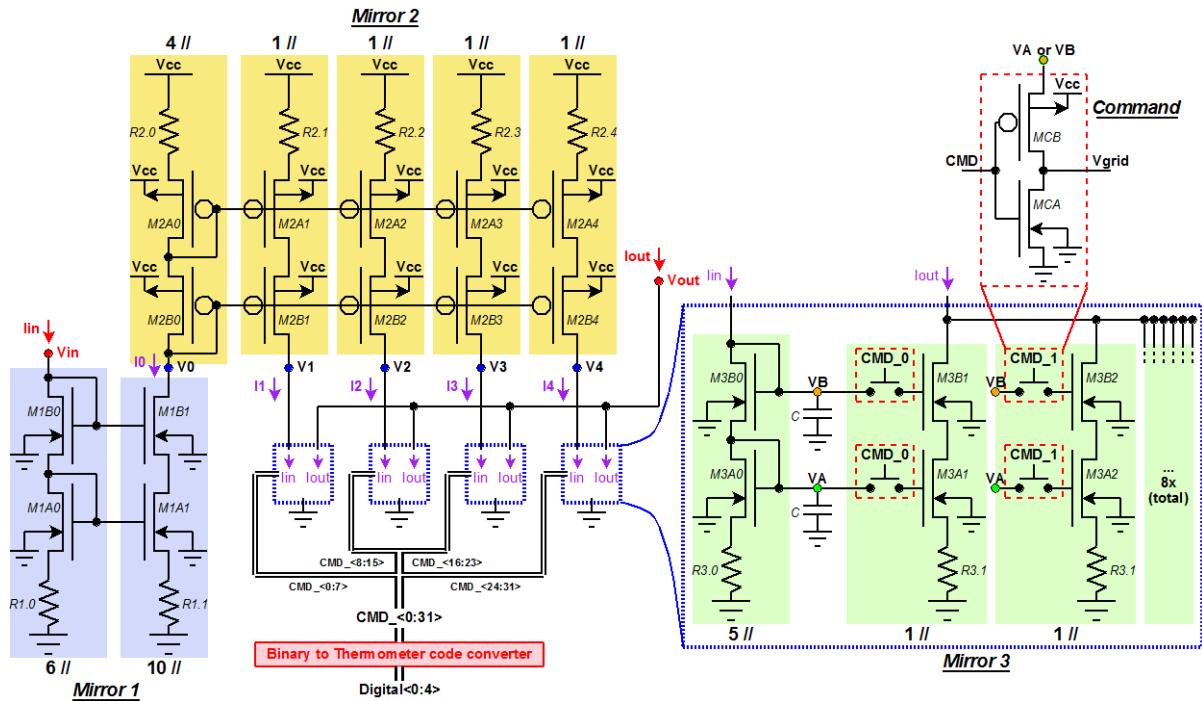 Mirror 2
4 //
1 //
1 //
1 //
1 //
Vcc
Vcc
Vcc
Vcc
Vcc
R2.0
R2.1
R2.2
R2.3
R2.4
Vcc
Vcc
Vcc
Vcc
Vcc
M2A0
M2A1
M2A2
M2A3
M2A4
Vcc
Vcc
Vcc
Vcc
Vcc
M2B0
M2B1
M2B2
M2B3
M2B4
VA or VB
Vcc
Command
MCB
CMD
Vgrid
MCA
Iout
Vout
Iin
Vin
I0
V0
V1
V2
V3
V4
I1
I2
I3
I4
M1B0
M1B1
M1A0
M1A1
R1.0
R1.1
6 //
10 //
Mirror 1
Iin
Iout
Iin
Iout
Iin
Iout
Iin
Iout
CMD_<8:15>
CMD_<16:23>
CMD_<0:7>
CMD_<24:31>
CMD_<0:31>
Binary to Thermometer code converter
Digital<0:4>
Iin
Iout
M3B0
VB
C
CMD_0
M3B1
VB
CMD_1
M3B2
M3A0
VA
C
CMD_0
M3A1
VA
CMD_1
M3A2
...
8x
(total)
R3.0
R3.1
R3.1
5 //
1 //
1 //
Mirror 3